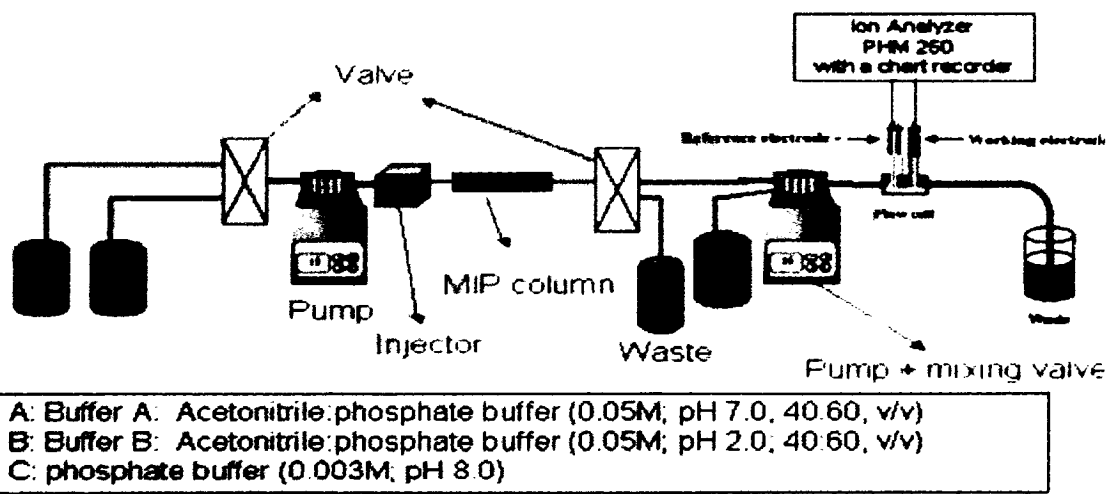 Ion Analyzer
PHM 250
with a chart recorder
Valve
Reference electrode
Working electrode
Flow cell
MIP column
Pump
Injector
Waste
Waste
Pump + mixing valve
A: Buffer A: Acetonitrile:phosphate buffer (0.05M; pH 7.0, 40:60, v/v)
B: Buffer B: Acetonitrile:phosphate buffer (0.05M; pH 2.0, 40:60, v/v)
C: phosphate buffer (0.003M; pH 8.0)